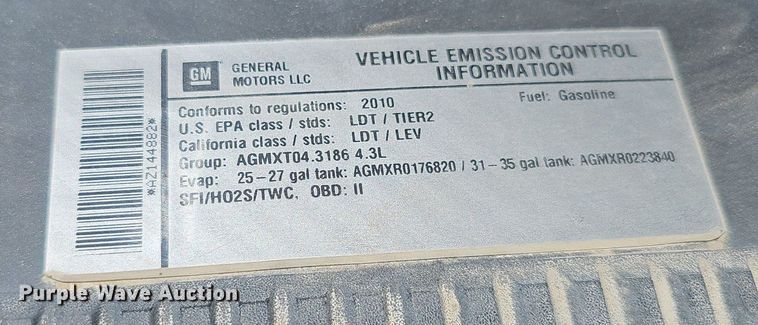 *AZ144882*
GM
GENERAL
MOTORS LLC
VEHICLE EMISSION CONTROL
INFORMATION
Conforms to regulations: 2010
Fuel: Gasoline
U.S. EPA class / stds: LDT / TIER2
California class / stds: LDT / LEV
Group: AGMXT04.3186 4.3L
Evap: 25-27 gal tank: AGMXR0176820 / 31-35 gal tank: AGMXR0223840
SFI/HO2S/TWC, OBD: II
Purple Wave Auction